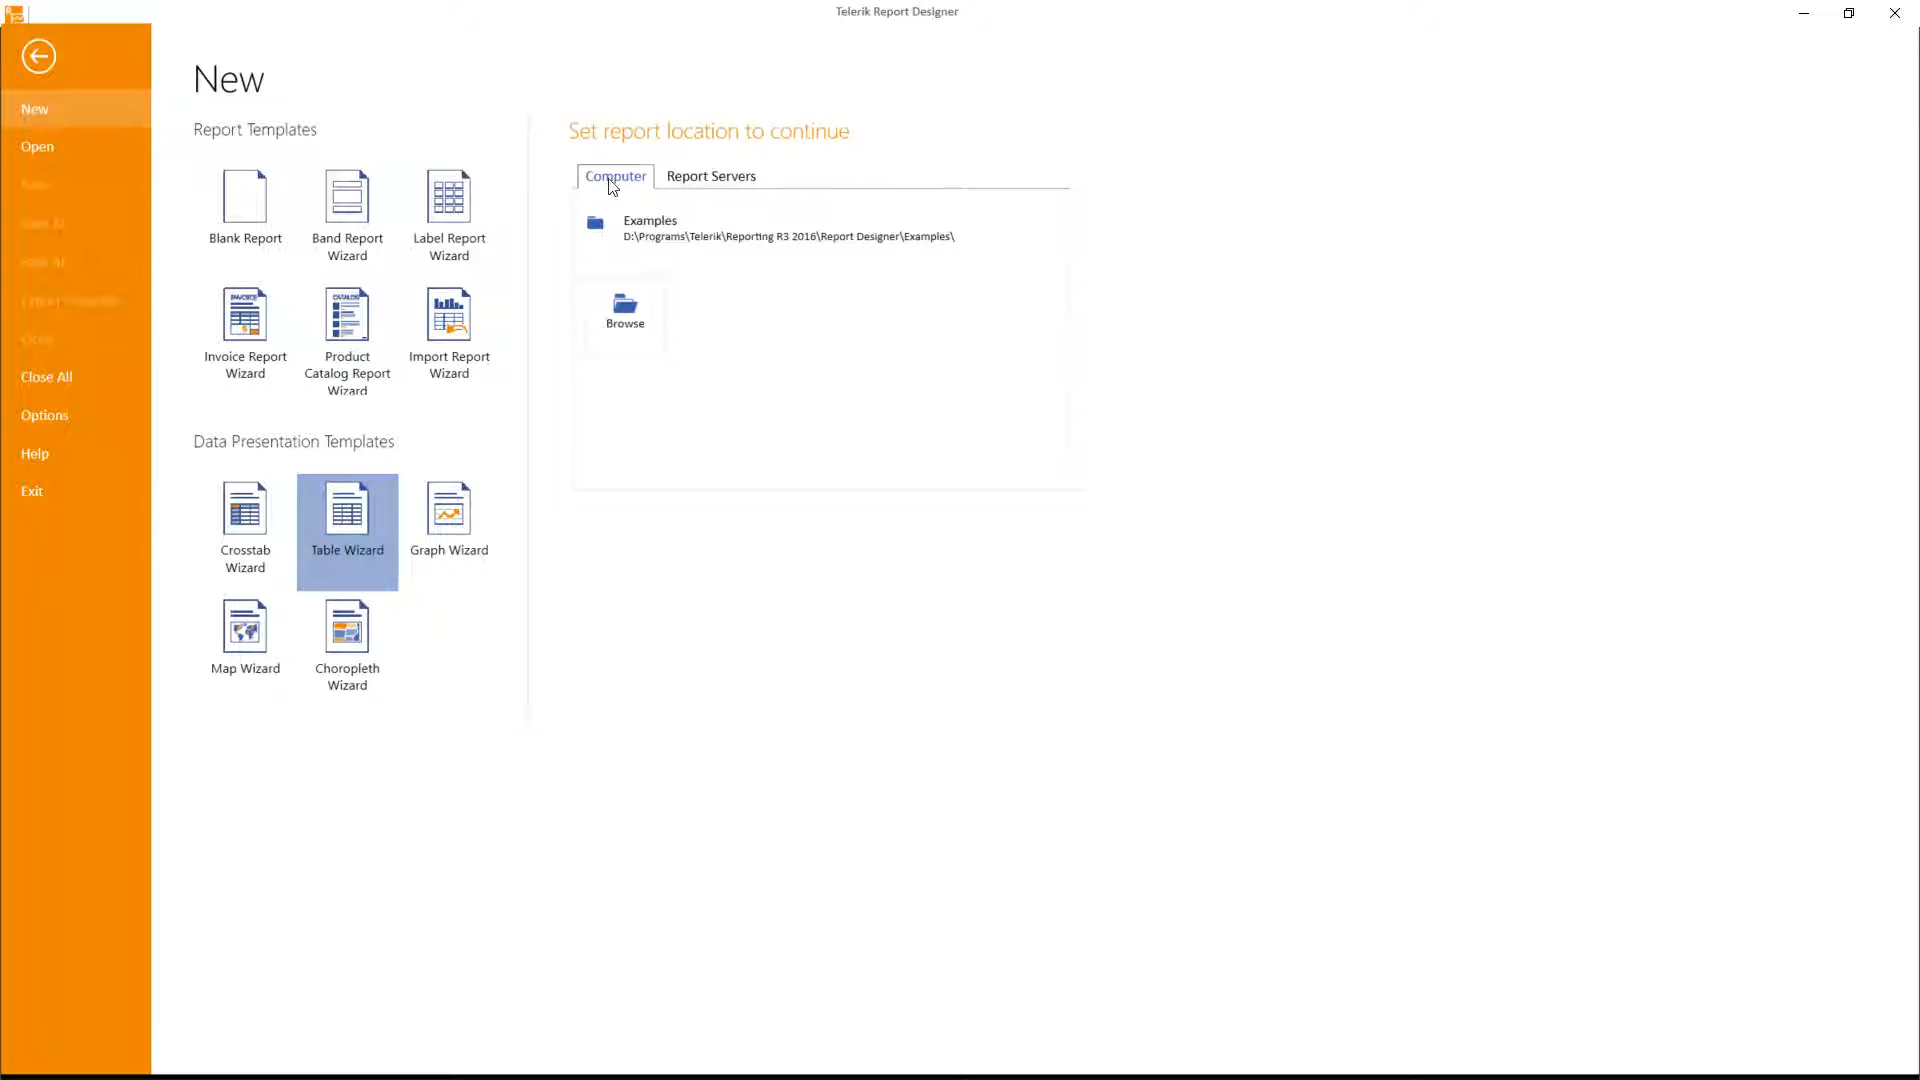 Telerik Report Designer
New
Open
Close All
Options
Help
Exit
New
Report Templates
Blank Report
Band Report
Wizard
Label Report
Wizard
INVOICE
Invoice Report
Wizard
CATALOG
Product
Catalog Report
Wizard
Import Report
Wizard
Data Presentation Templates
Crosstab
Wizard
Table Wizard
Graph Wizard
Map Wizard
Choropleth
Wizard
Set report location to continue
Computer
Report Servers
Examples
D:\Programs\Telerik\Reporting R3 2016\Report Designer\Examples\
Browse